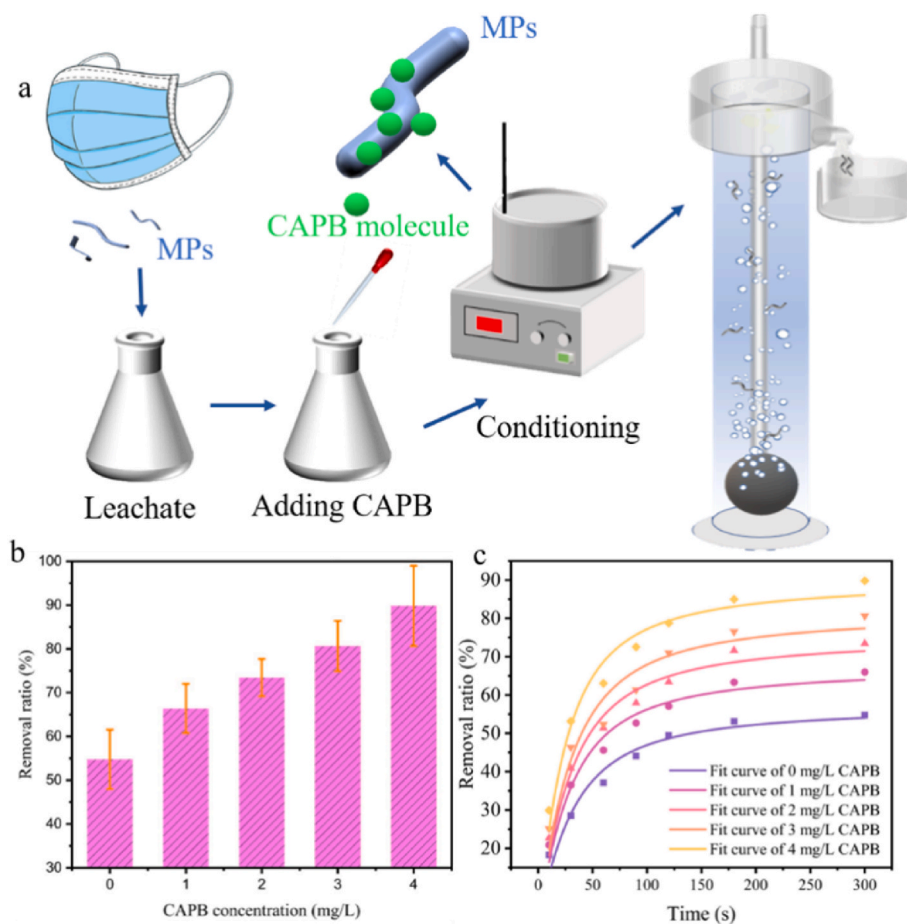 a
MPs
MPs
CAPB molecule
Leachate
Adding CAPB
Conditioning
b
100
90
80
70
60
50
40
30
Removal ratio (%)
0 1 2 3 4
CAPB concentration (mg/L)
c
90
80
70
60
50
40
30
20
Removal ratio (%)
Fit curve of 0 mg/L CAPB
Fit curve of 1 mg/L CAPB
Fit curve of 2 mg/L CAPB
Fit curve of 3 mg/L CAPB
Fit curve of 4 mg/L CAPB
0 50 100 150 200 250 300
Time (s)